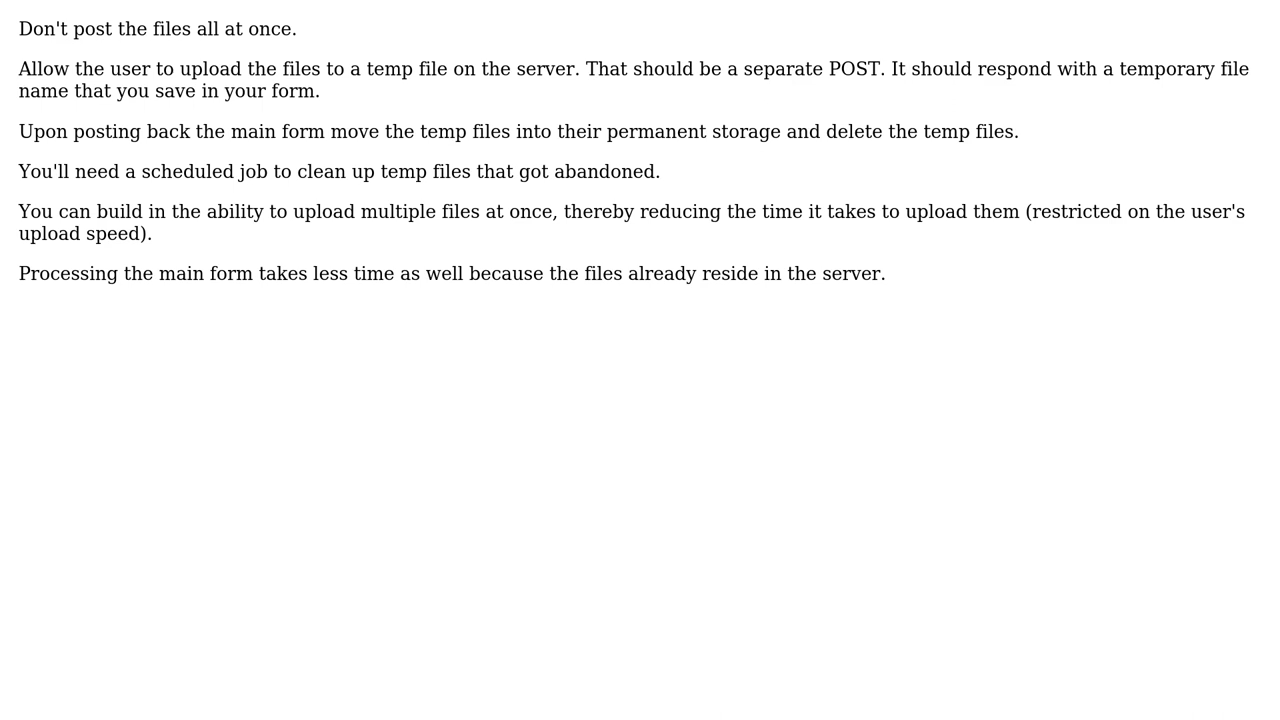 Don't post the files all at once.
Allow the user to upload the files to a temp file on the server. That should be a separate POST. It should respond with a temporary file
name that you save in your form.
Upon posting back the main form move the temp files into their permanent storage and delete the temp files.
You'll need a scheduled job to clean up temp files that got abandoned.
You can build in the ability to upload multiple files at once, thereby reducing the time it takes to upload them (restricted on the user's
upload speed).
Processing the main form takes less time as well because the files already reside in the server.